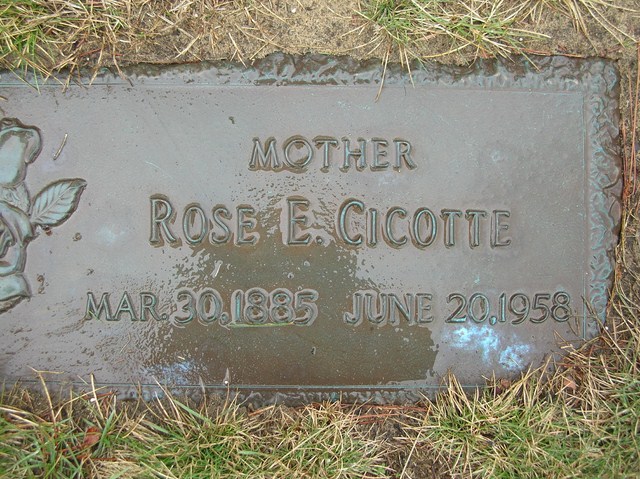 MOTHER
ROSE E. CICOTTE
MAR. 30, 1885 JUNE 20, 1958